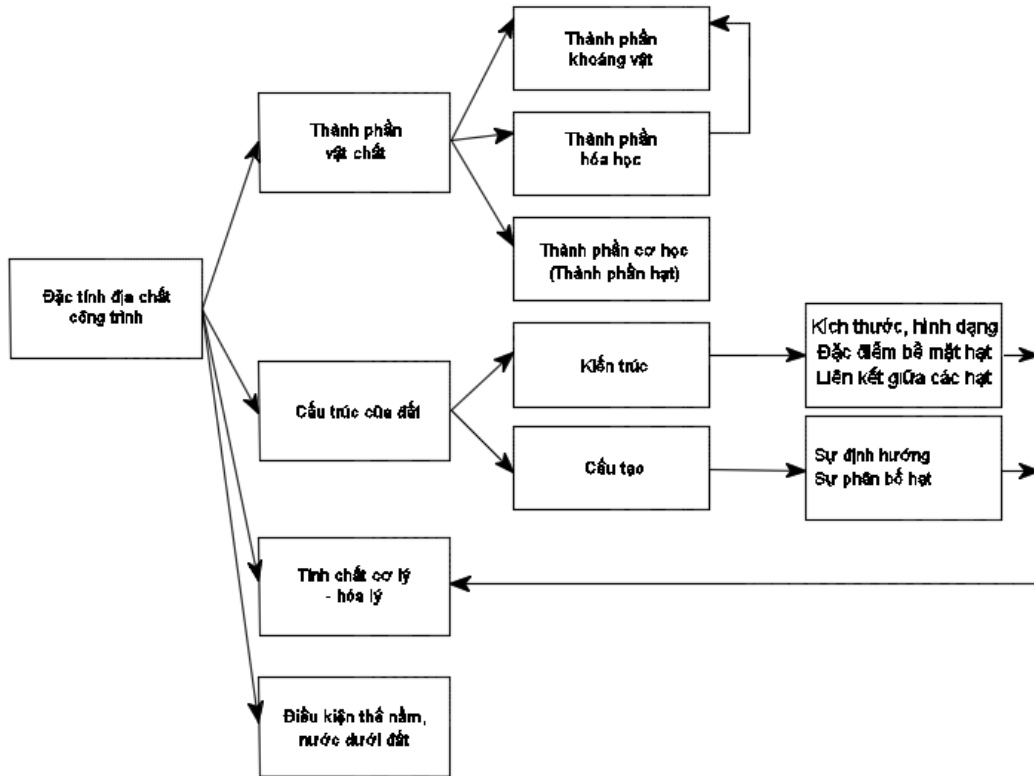 Thành phần
khoáng vật
Thành phần
vật chất
Thành phần
hóa học
Thành phần cơ học
(Thành phần hạt)
Đặc tính địa chất
công trình
Kiến trúc
Kích thước, hình dạng
Đặc điểm bề mặt hạt
Liên kết giữa các hạt
Cấu trúc của đất
Cấu tạo
Sự định hướng
Sự phân bố hạt
Tính chất cơ lý
- hóa lý
Điều kiện thế nằm,
nước dưới đất